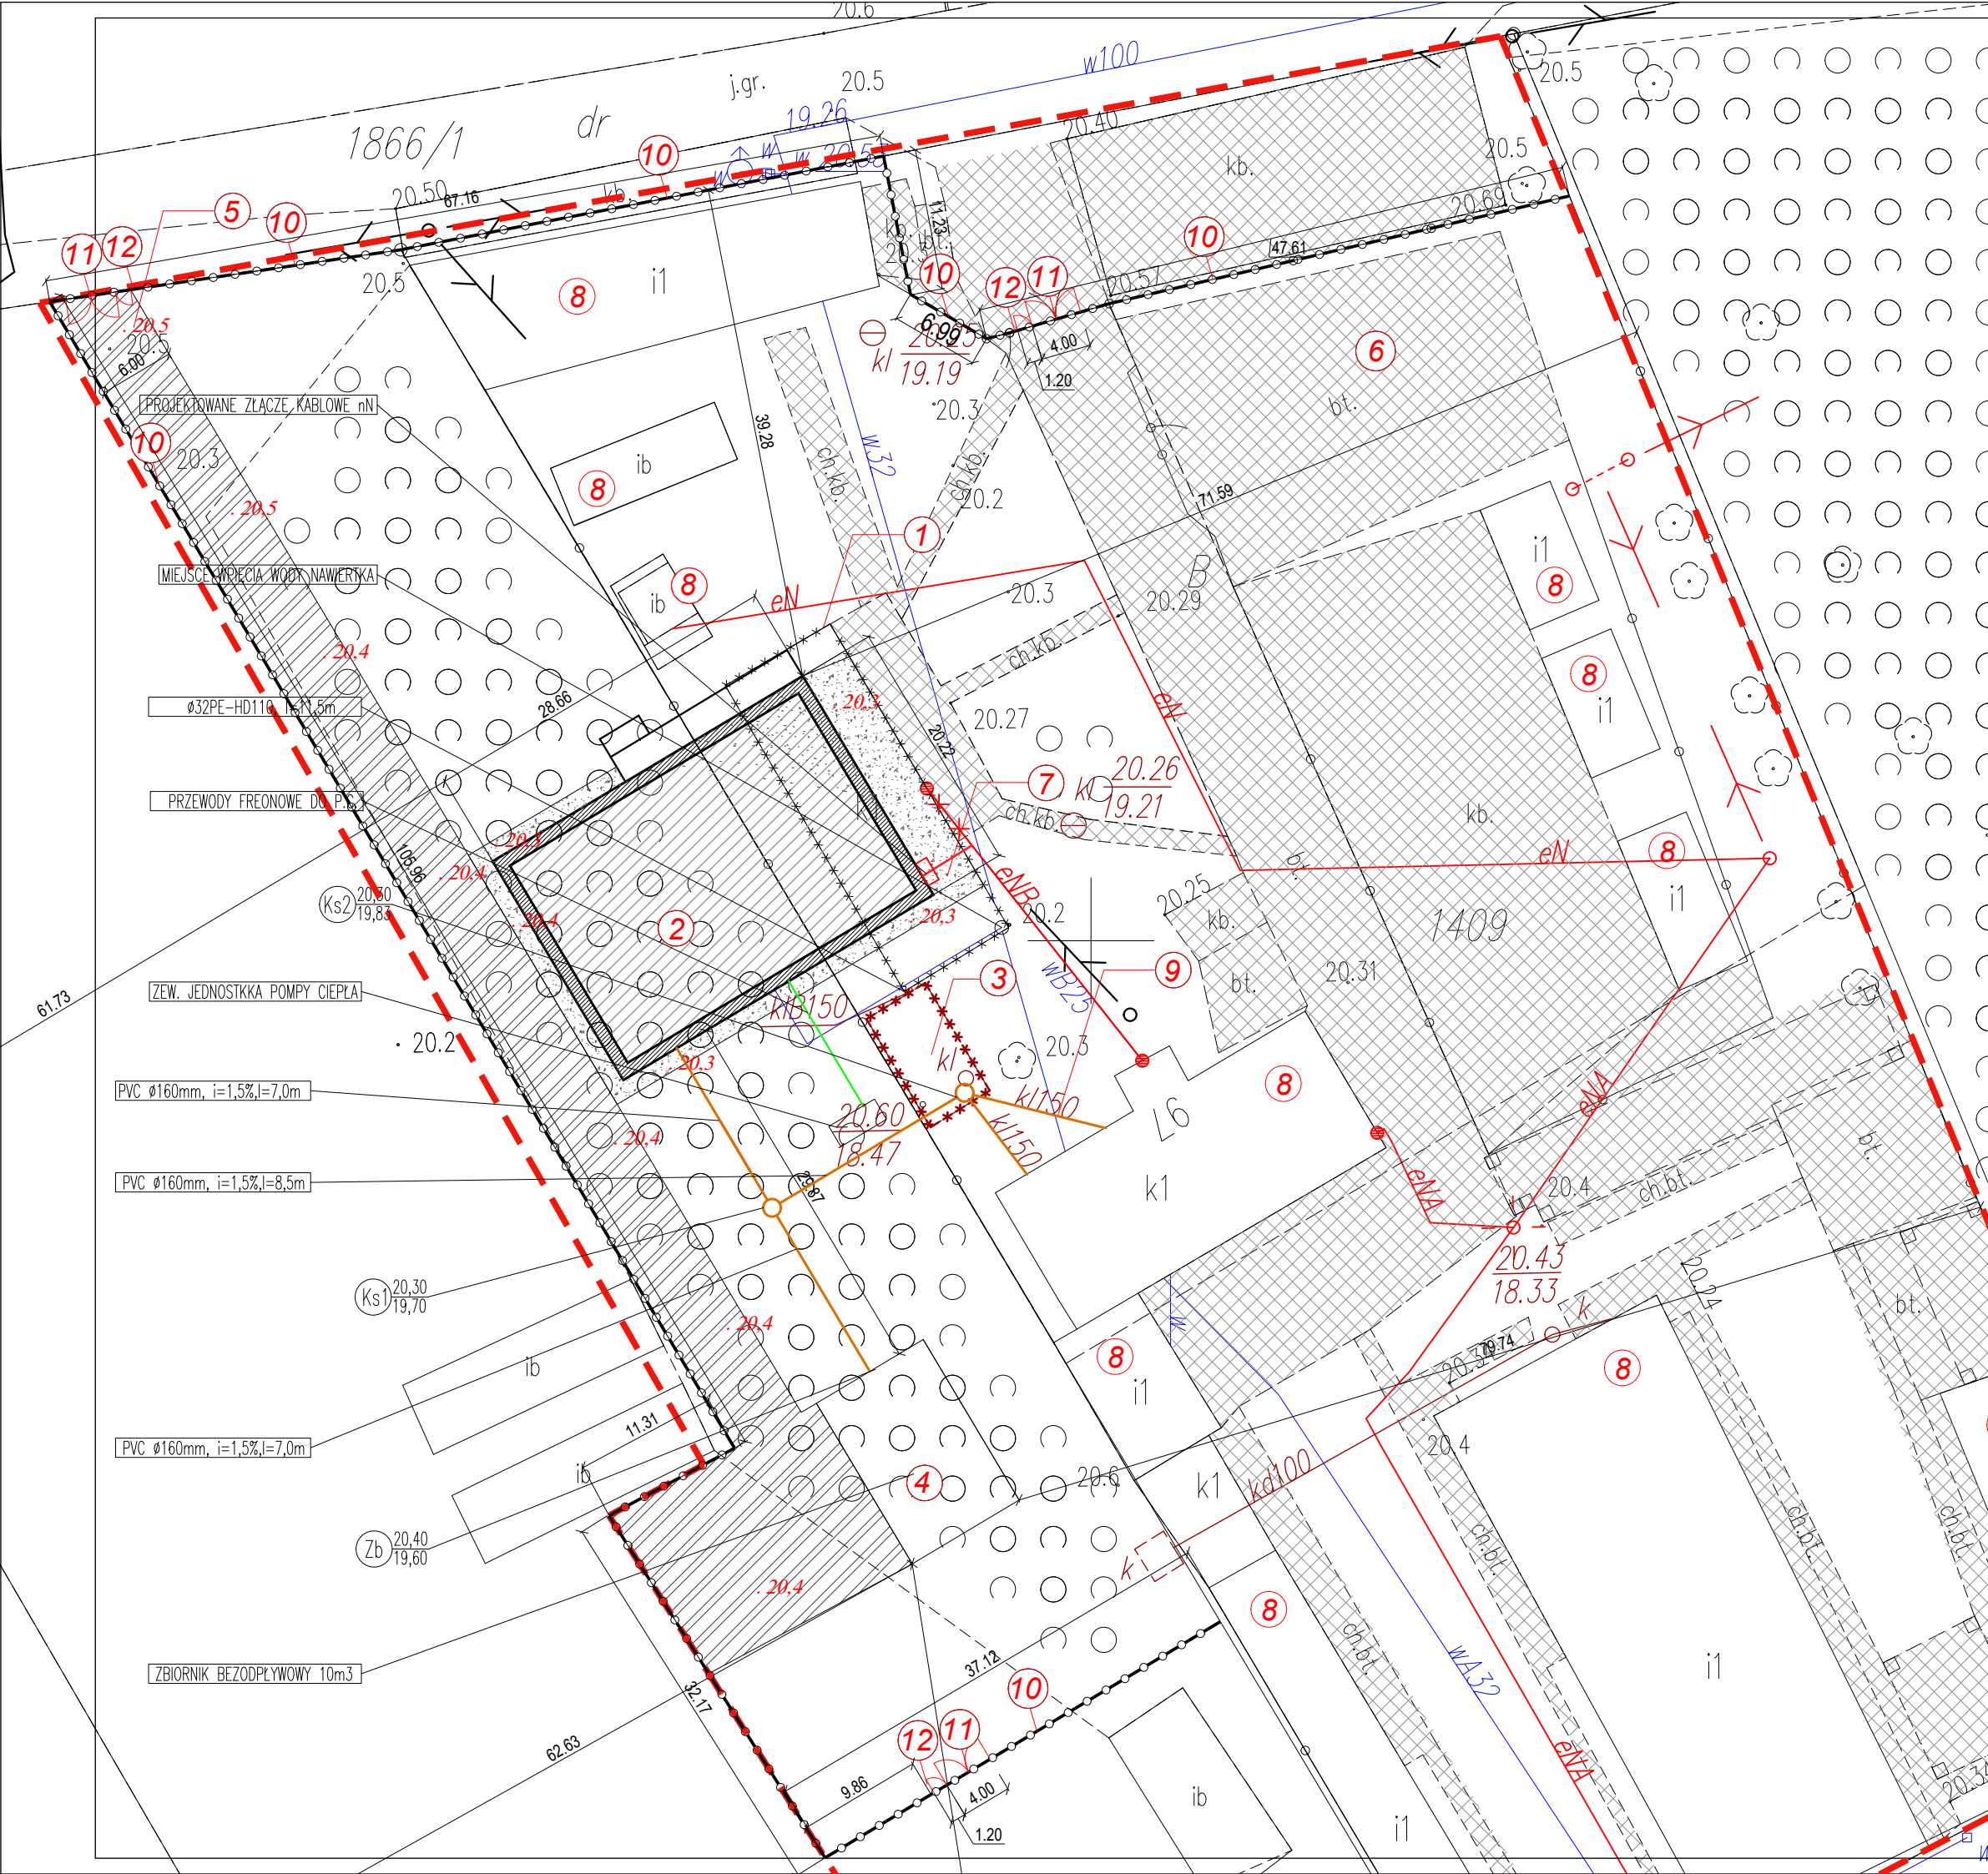 20.6
w100
j.gr.
20.5
20.5
dr
1866/1
19.26
20.40
10
w
w
kb.
20.5
20.50
67.16
kb.
20.69
5
10
11
12
11.23
10
47.61
i1
20.5
8
10
12
11
20.57
. 20,5
20.5
6.99
20.25
kl
19.19
4.00
6
6.00
1.20
PROJEKTOWANE ZŁĄCZE KABLOWE nN
20.3
bt.
39.28
10
20.3
ib
w32
ch.kb.
ch.kb.
8
20.2
71.59
. 20,5
1
i1
MIEJSCE WPIĘCIA WODY NAWIERTKA
8
ib
eN
20.3
B
20.29
8
. 20,4
ch.kb.
8
28.66
. 20,3
eN
i1
20.27
20.22
20.26
kl
19.21
7
PRZEWODY FREONOWE DO P.C.
ch.kb.
kb.
. 20,3
eN
8
105.96
. 20,4
eNB
bt.
20.25
i1
Ks2
20,30
19,83
. 20,4
2
. 20,3
20.2
kb.
1409
ZEW. JEDNOSTKKA POMPY CIEPŁA
3
wB25
9
bt.
20.31
61.73
klB150
20.2
. 20,3
kl
20.3
8
PVC ø160mm, i=1,5%,l=7,0m
kl150
eNA
20.60
18.47
kl150
L6
. 20,4
bt.
PVC ø160mm, i=1,5%,l=8,5m
29.87
k1
eNA
20.4
ch.bt.
20.43
18.33
Ks1
20,30
19,70
20.24
k
bt.
. 20,4
w
ib
8
i1
79.74
8
11.31
20.4
PVC ø160mm, i=1,5%,l=7,0m
ib
4
20.6
k1
kd100
Zb
20,40
19,60
ch.bt.
ch.bt.
ch.bt.
k
. 20,4
8
ch.bt.
ZBIORNIK BEZODPŁYWOWY 10m3
37.12
10
wA32
i1
32.17
62.63
12
11
eNA
9.86
4.00
ib
1.20
i1